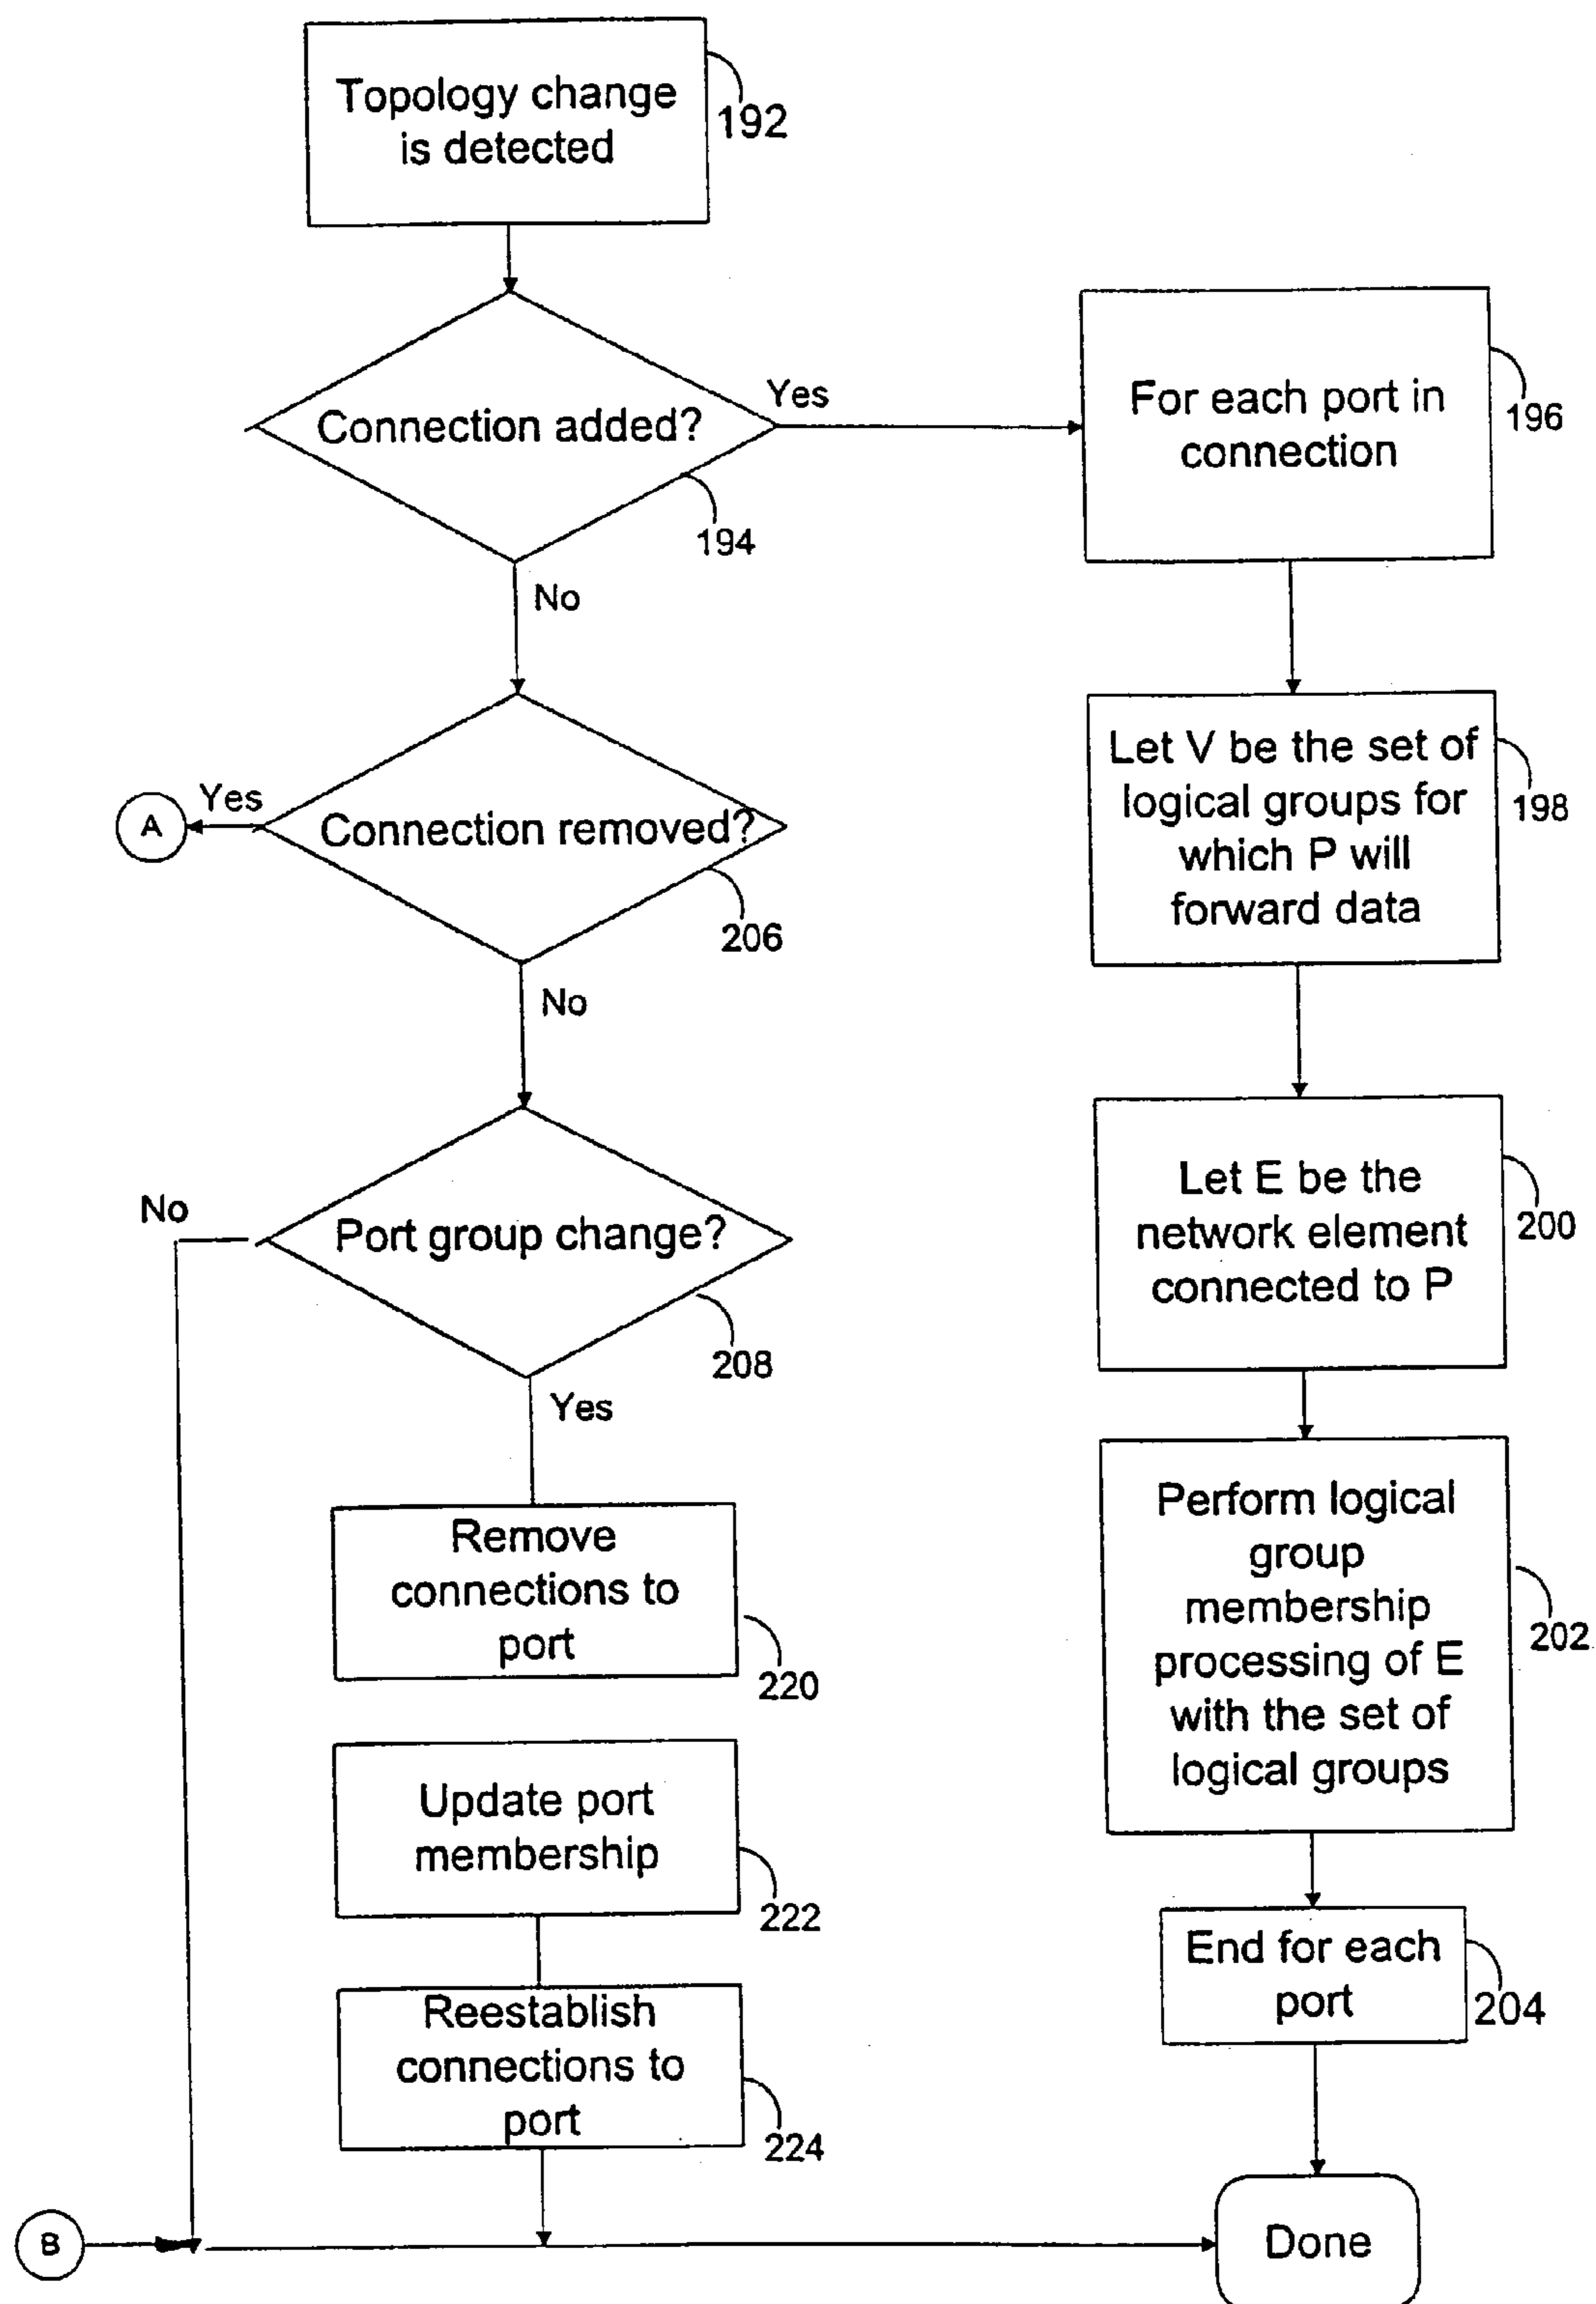 Topology change
is detected
192
Connection added?
Yes
194
No
For each port in
connection
196
Let V be the set of
logical groups for
which P will
forward data
198
Let E be the
network element
connected to P
200
Perform logical
group
membership
processing of E
with the set of
logical groups
202
End for each
port
204
A
Yes
Connection removed?
206
No
No
Port group change?
208
Yes
Remove
connections to
port
220
Update port
membership
222
Reestablish
connections to
port
224
B
Done